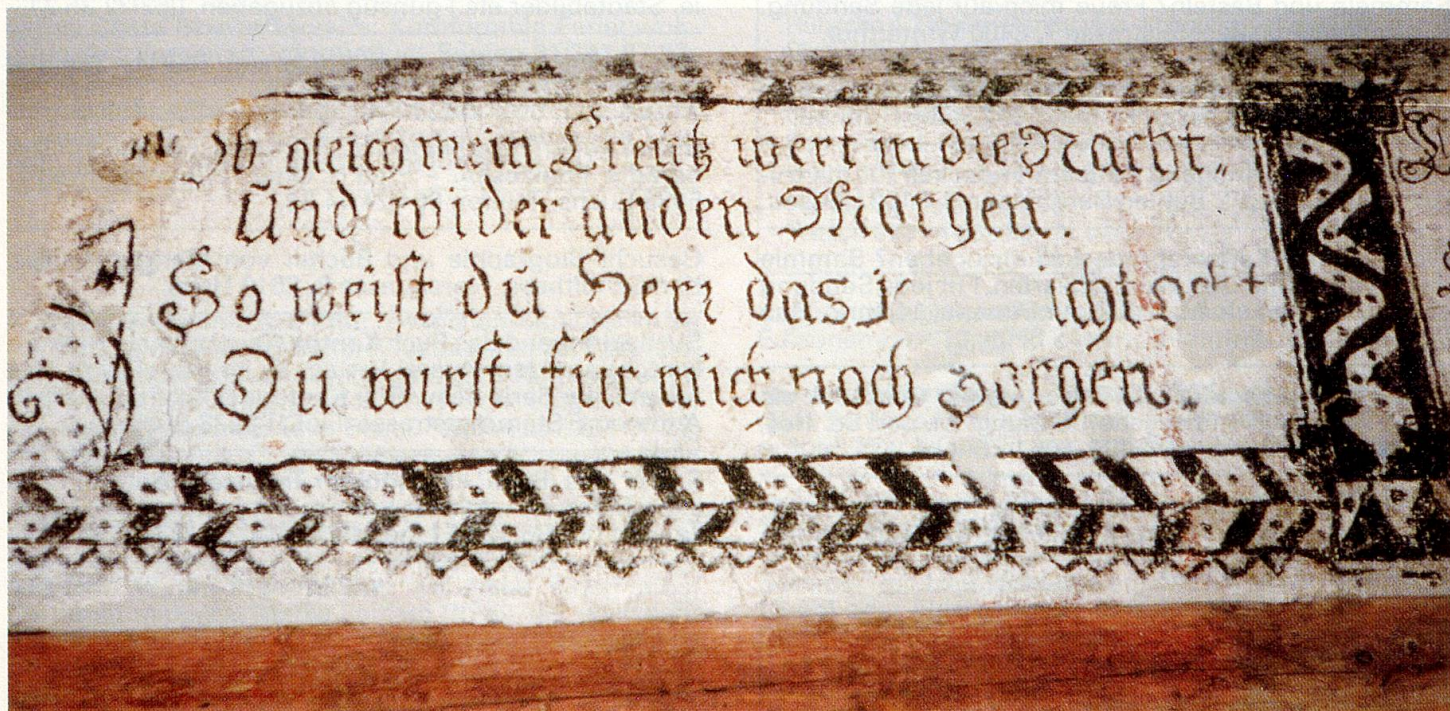 Ob gleich mein Creütz wert in die Nacht„
Und wider an den Morgen.
So weist dü Herr das
Dü wirst für mich noch sorgen.